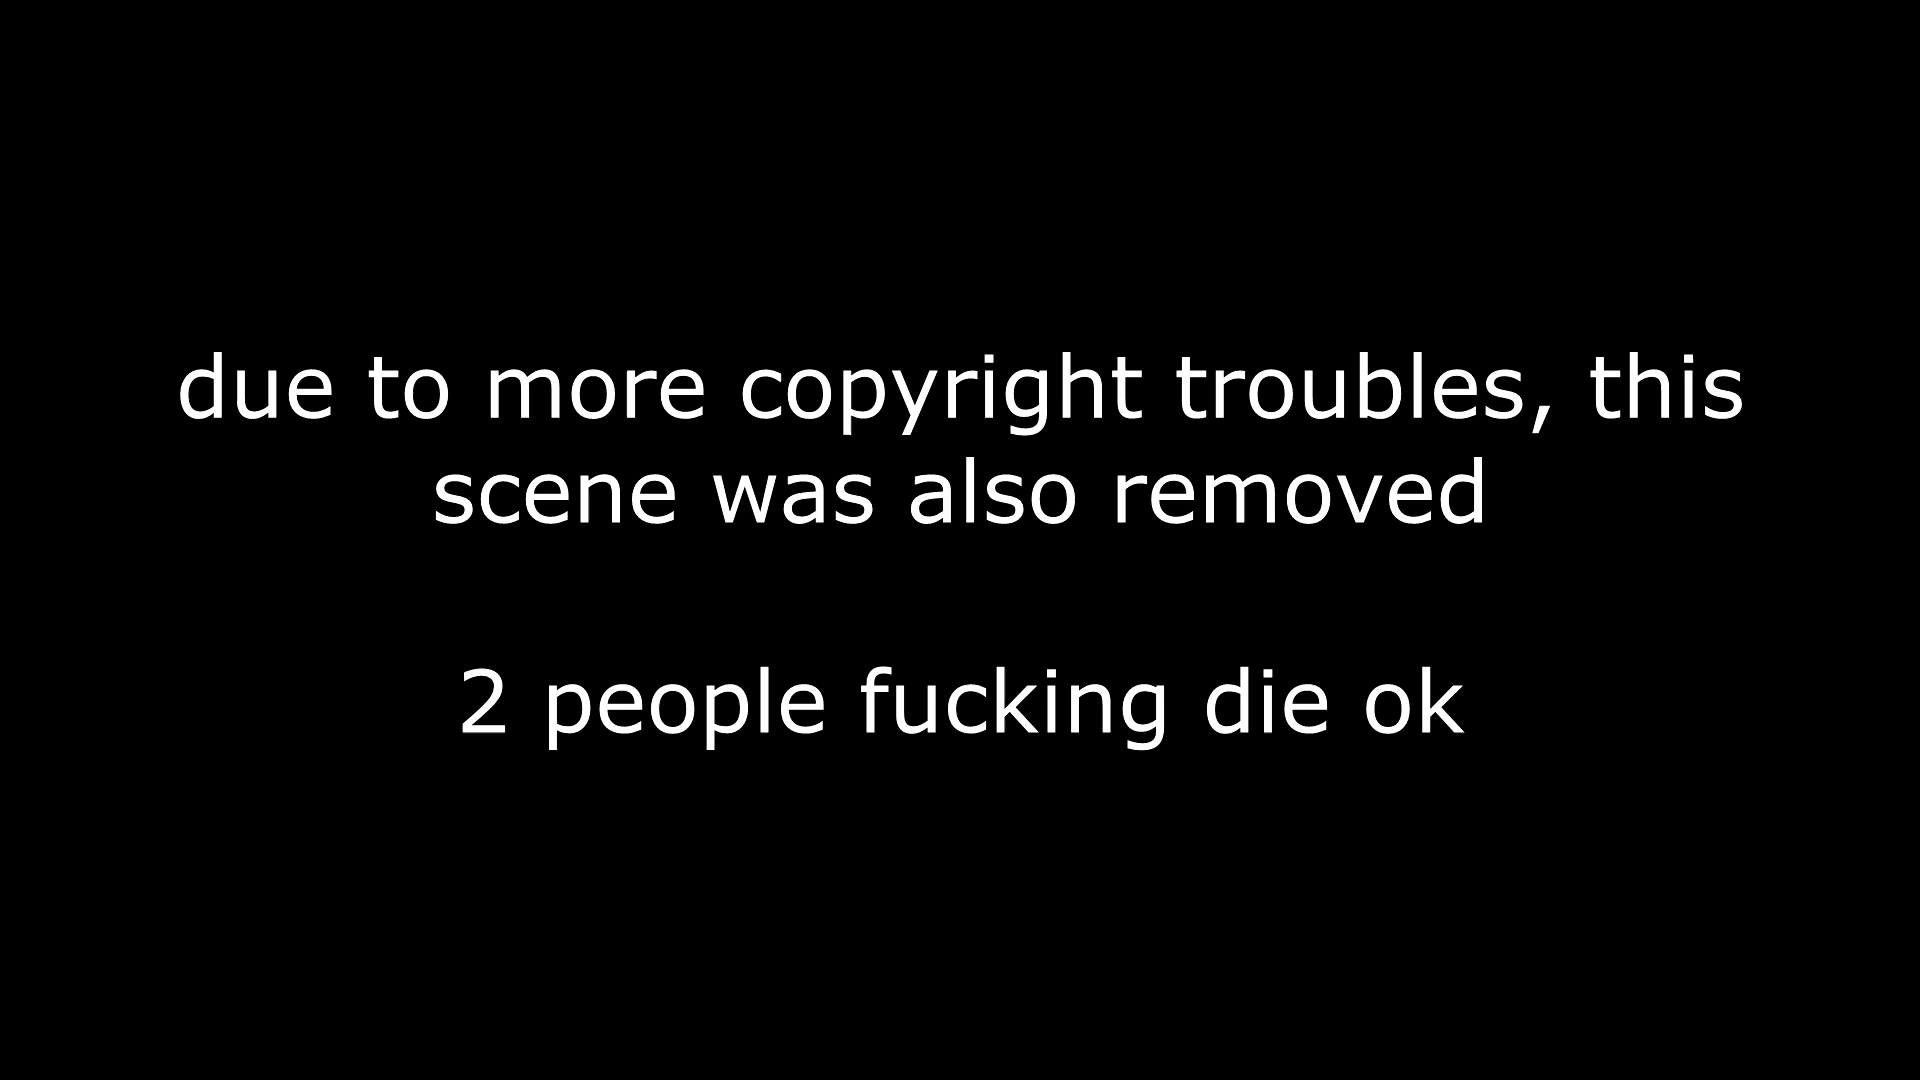 due to more copyright troubles, this
scene was also removed
2 people fucking die ok